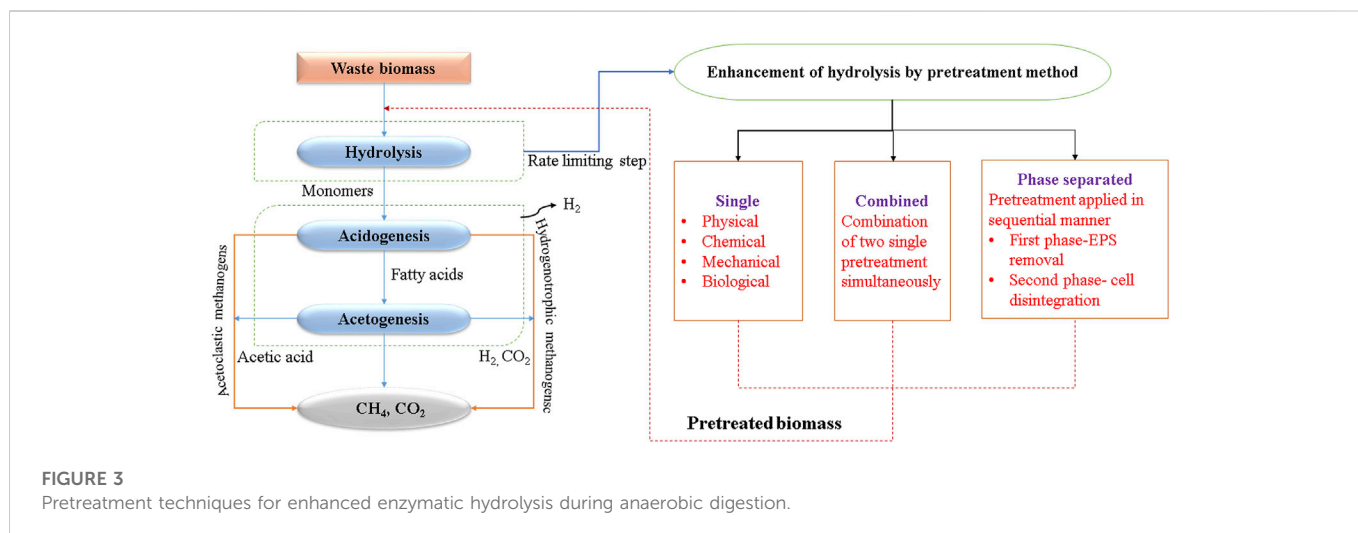 Waste biomass
Hydrolysis
Rate limiting step
Monomers
H₂
Acidogenesis
Fatty acids
Acetogenesis
Acetic acid
H₂, CO₂
CH₄, CO₂
Acetoclastic methanogens
Hydrogenotrophic methanogensc
Enhancement of hydrolysis by pretreatment method
Single
• Physical
• Chemical
• Mechanical
• Biological
Combined
Combination
of two single
pretreatment
simultaneously
Phase separated
Pretreatment applied in
sequential manner
• First phase-EPS
removal
• Second phase- cell
disintegration
Pretreated biomass
FIGURE 3
Pretreatment techniques for enhanced enzymatic hydrolysis during anaerobic digestion.